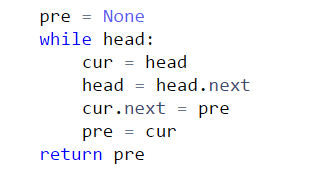 pre = None
while head:
    cur = head
    head = head.next
    cur.next = pre
    pre = cur
return pre